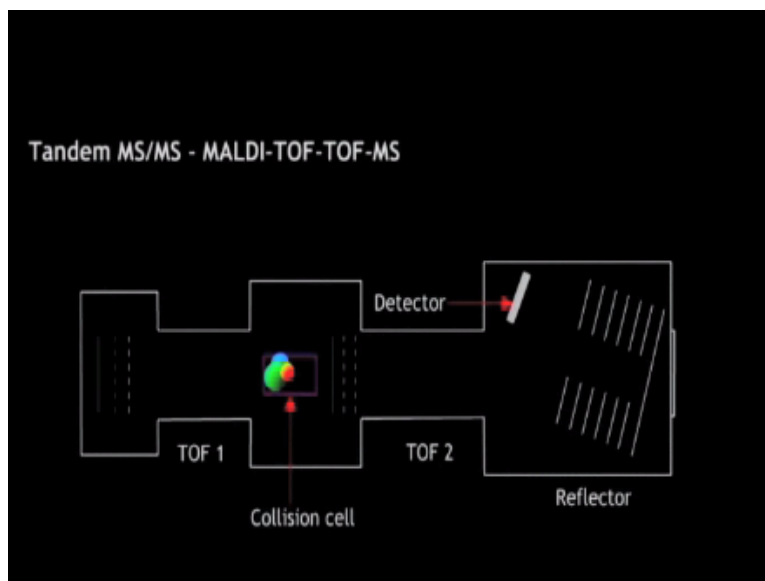 Tandem MS/MS - MALDI-TOF-TOF-MS
Detector
TOF 1
TOF 2
Collision cell
Reflector